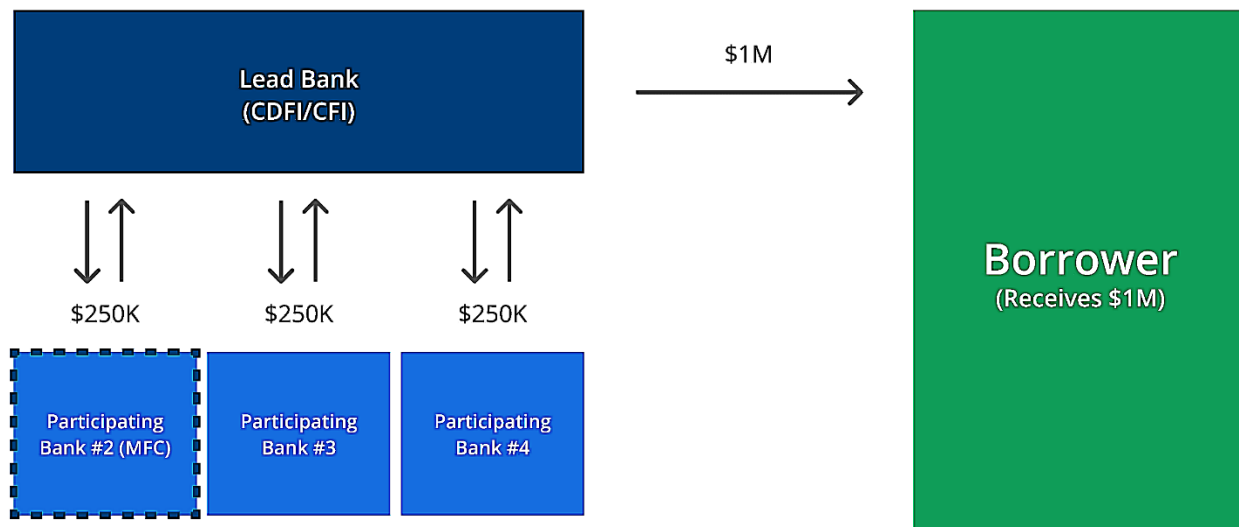 Lead Bank
(CDFI/CFI)
$1M
Borrower
(Receives $1M)
$250K
$250K
$250K
Participating
Bank #2 (MFC)
Participating
Bank #3
Participating
Bank #4